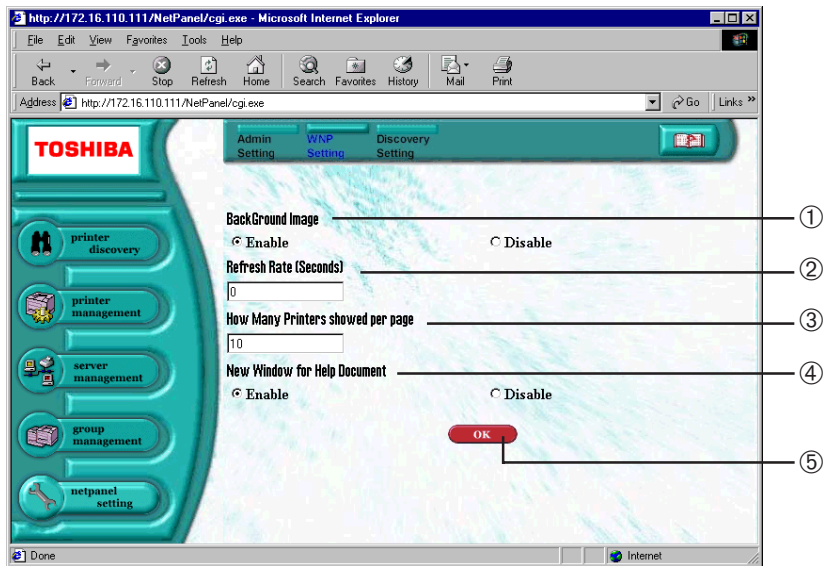 http://172.16.110.111/NetPanel/cgi.exe - Microsoft Internet Explorer
File Edit View Favorites Tools Help
Back Forward Stop Refresh Home Search Favorites History Mail Print
Address http://172.16.110.111/NetPanel/cgi.exe Go Links »
TOSHIBA
Admin Setting
WNP Setting
Discovery Setting
printer discovery
printer management
server management
group management
netpanel setting
BackGround Image ①
Enable Disable
Refresh Rate (Seconds) ②
0
How Many Printers showed per page ③
10
New Window for Help Document ④
Enable Disable
OK ⑤
Done Internet